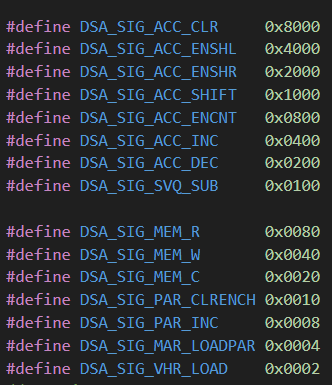 #define DSA_SIG_ACC_CLR 0x8000
#define DSA_SIG_ACC_ENSHL 0x4000
#define DSA_SIG_ACC_ENSHR 0x2000
#define DSA_SIG_ACC_SHIFT 0x1000
#define DSA_SIG_ACC_ENCNT 0x0800
#define DSA_SIG_ACC_INC 0x0400
#define DSA_SIG_ACC_DEC 0x0200
#define DSA_SIG_SVQ_SUB 0x0100
#define DSA_SIG_MEM_R 0x0080
#define DSA_SIG_MEM_W 0x0040
#define DSA_SIG_MEM_C 0x0020
#define DSA_SIG_PAR_CLRENCH 0x0010
#define DSA_SIG_PAR_INC 0x0008
#define DSA_SIG_MAR_LOADPAR 0x0004
#define DSA_SIG_VHR_LOAD 0x0002